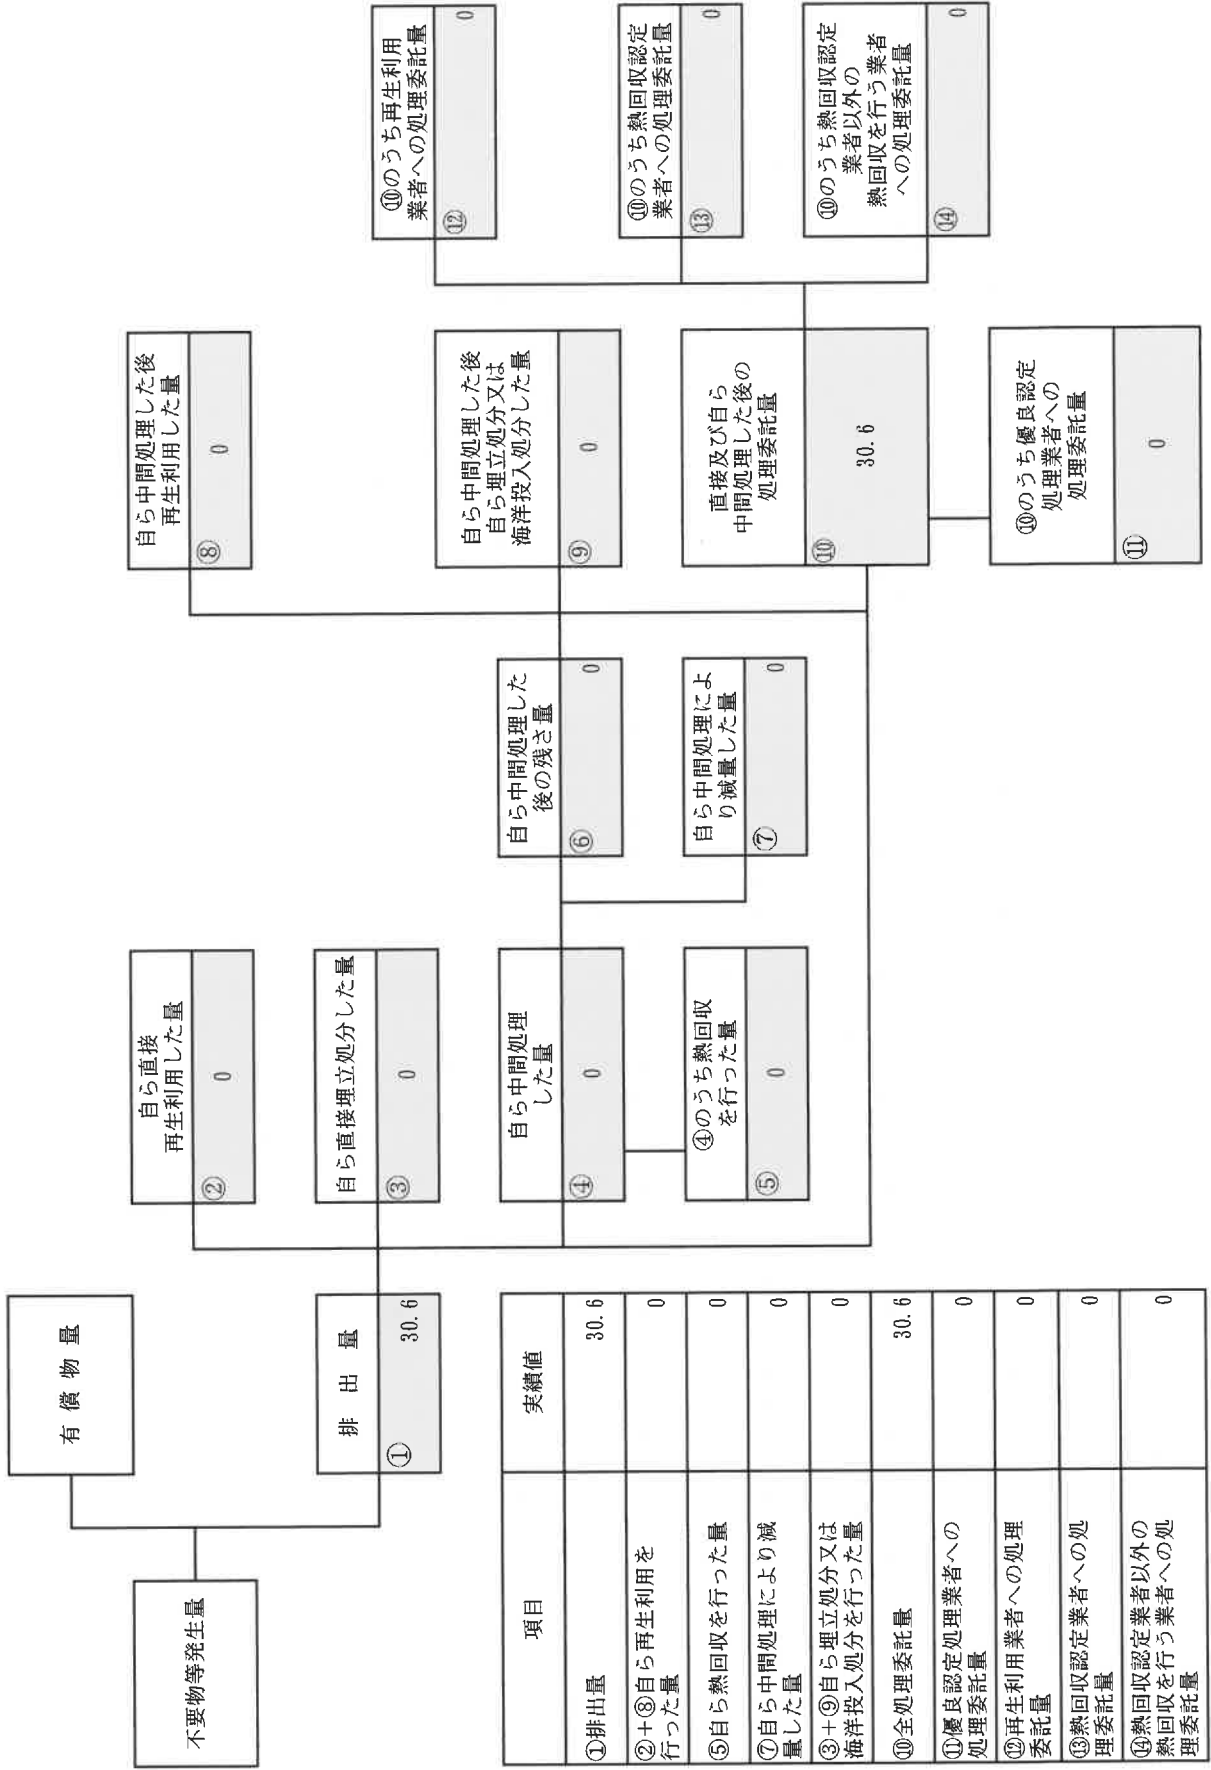 不要物等発生量
有 償 物 量
排 出 量
① 30.6
自ら直接
再生利用した量
② 0
自ら直接埋立処分した量
③ 0
自ら中間処理
した量
④ 0
④のうち熱回収
を行った量
⑤ 0
自ら中間処理した
後の残さ量
⑥ 0
自ら中間処理によ
り減量した量
⑦ 0
自ら中間処理した後
再生利用した量
⑧ 0
自ら中間処理した後
自ら埋立処分又は
海洋投入処分した量
⑨ 0
直接及び自ら
中間処理した後の
処理委託量
⑩ 30.6
⑩のうち優良認定
処理業者への
処理委託量
⑪ 0
⑩のうち再生利用
業者への処理委託量
⑫ 0
⑩のうち熱回収認定
業者への処理委託量
⑬ 0
⑩のうち熱回収認定
業者以外の
熱回収を行う業者
への処理委託量
⑭ 0
項目 実績値
①排出量 30.6
②+⑧自ら再生利用を
行った量 0
⑤自ら熱回収を行った量 0
⑦自ら中間処理により減
量した量 0
③+⑨自ら埋立処分又は
海洋投入処分を行った量 0
⑩全処理委託量 30.6
⑪優良認定処理業者への
処理委託量 0
⑫再生利用業者への処理
委託量 0
⑬熱回収認定業者への処
理委託量 0
⑭熱回収認定業者以外の
熱回収を行う業者への処
理委託量 0